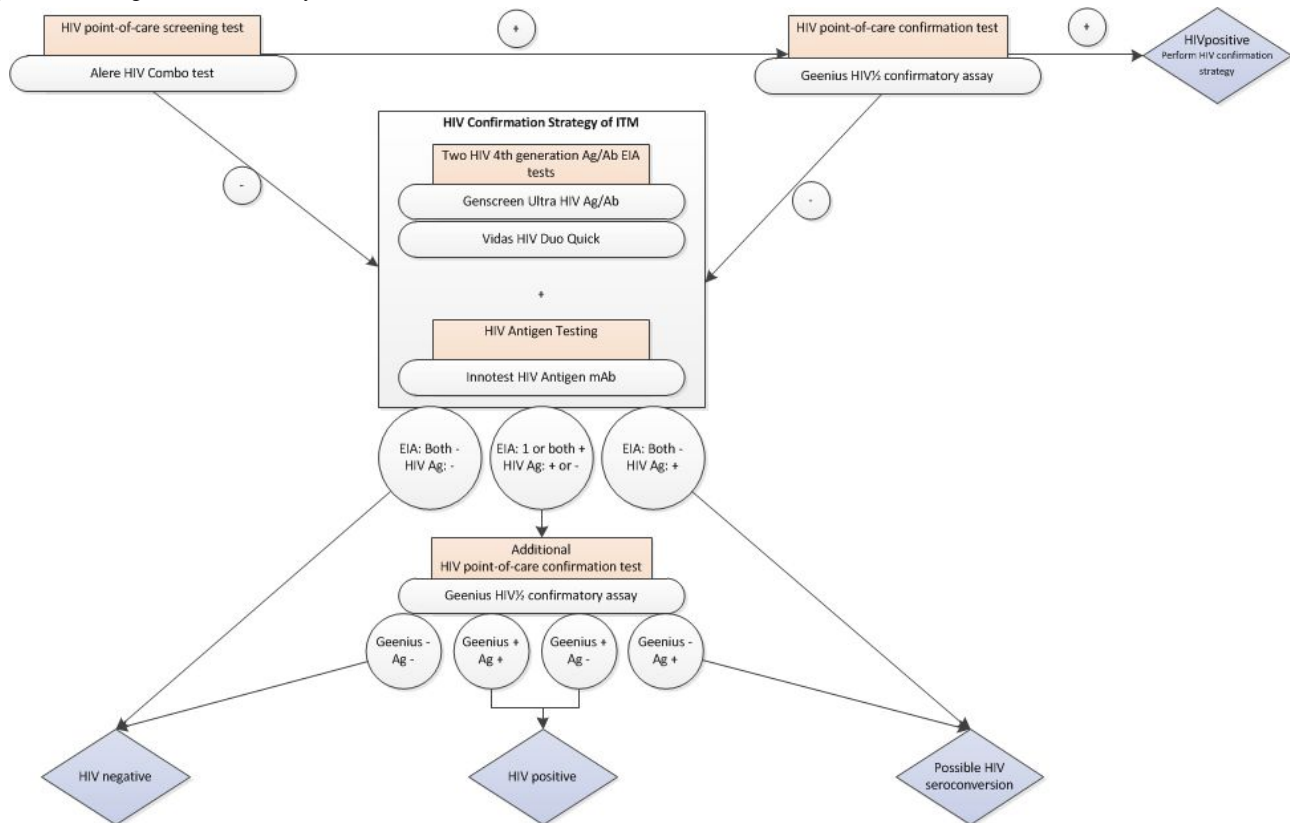 HIV point-of-care screening test
+
HIV point-of-care confirmation test
+
Alere HIV Combo test
Geenius HIV½ confirmatory assay
HIVpositive
Perform HIV confirmation
strategy
HIV Confirmation Strategy of ITM
Two HIV 4th generation Ag/Ab EIA
tests
-
Genscreen Ultra HIV Ag/Ab
-
Vidas HIV Duo Quick
+
HIV Antigen Testing
Innotest HIV Antigen mAb
EIA: Both -
HIV Ag: -
EIA: 1 or both +
HIV Ag: + or -
EIA: Both -
HIV Ag: +
Additional
HIV point-of-care confirmation test
Geenius HIV½ confirmatory assay
Geenius -
Ag -
Geenius +
Ag +
Geenius +
Ag -
Geenius -
Ag +
HIV negative
HIV positive
Possible HIV
seroconversion